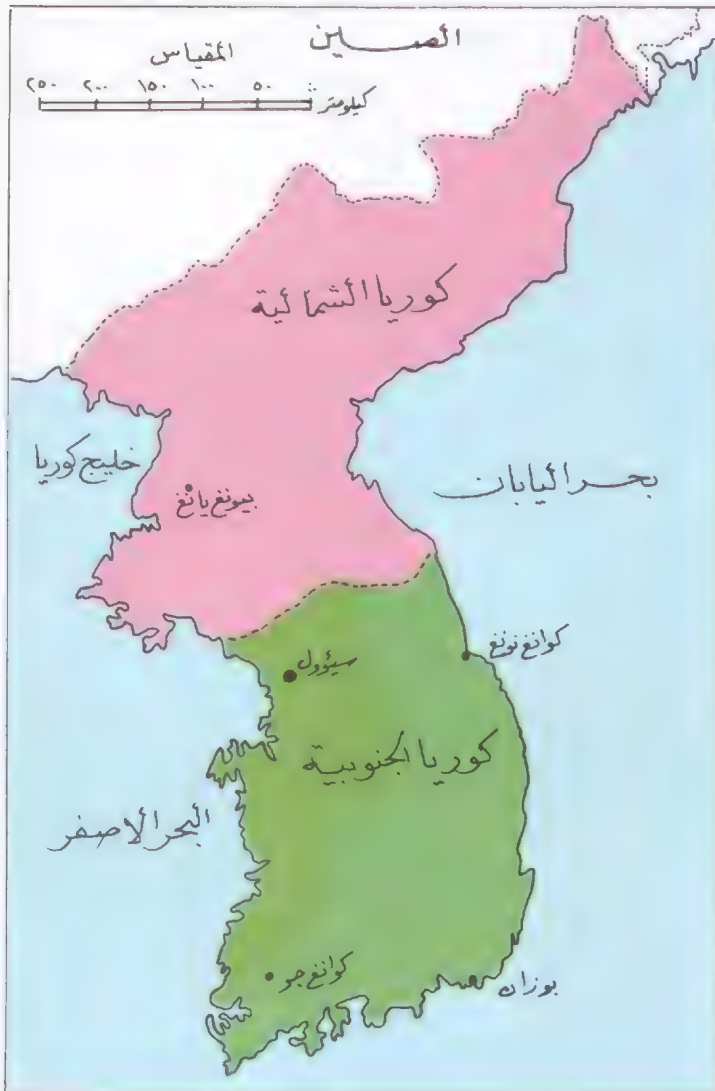 الصين
المقياس
٢٥٠ ٢٠٠ ١٥٠ ١٠٠ ٥٠ ٠
كيلومتر
كوريا الشمالية
خليج كوريا
بيونغ يانغ
بحر اليابان
كوانغ نونغ
سيئوول
كوريا الجنوبية
البحر الاصفر
كوانغ جو
بوزان